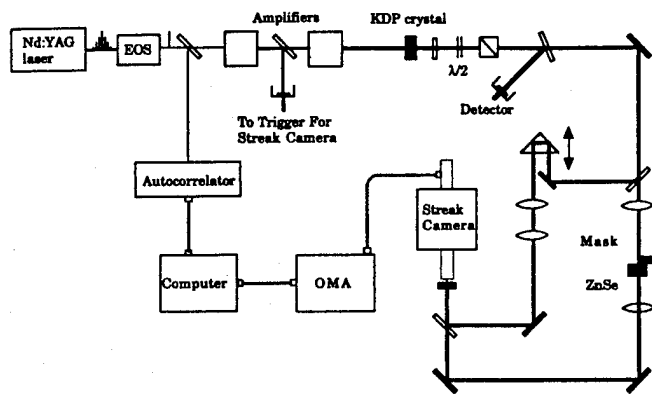 Nd:YAG
laser
EOS
Amplifiers
KDP crystal
λ/2
Detector
To Trigger For
Streak Camera
Autocorrelator
Streak
Camera
Mask
ZnSe
Computer
OMA